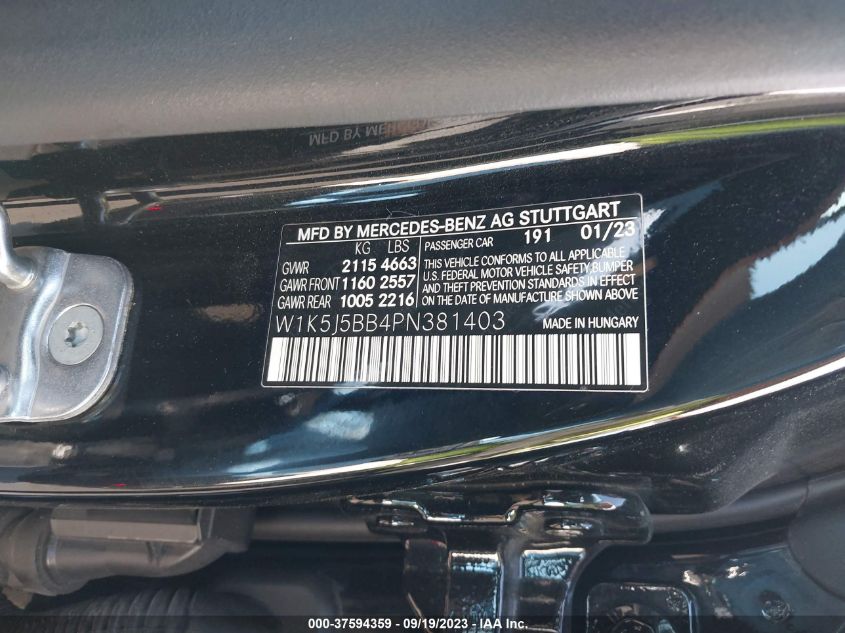 MFD BY MERCEDES-BENZ AG STUTTGART
KG LBS
GVWR 2115 4663
GAWR FRONT 1160 2557
GAWR REAR 1005 2216
PASSENGER CAR 191 01/23
THIS VEHICLE CONFORMS TO ALL APPLICABLE
U.S. FEDERAL MOTOR VEHICLE SAFETY, BUMPER
AND THEFT PREVENTION STANDARDS IN EFFECT
ON THE DATE OF MANUFACTURE SHOWN ABOVE
W1K5J5BB4PN381403 MADE IN HUNGARY
000-37594359 - 09/19/2023 - IAA Inc.